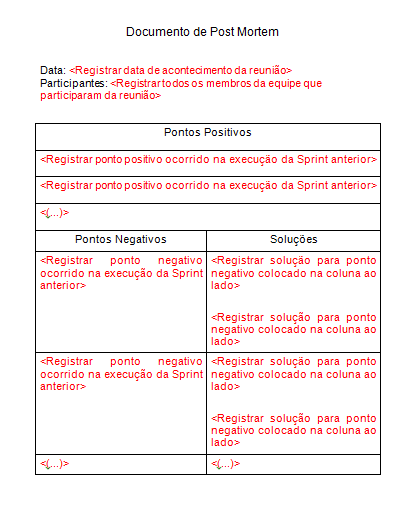 Documento de Post Mortem
Data: <Registrar data de acontecimento da reunião>
Participantes: <Registrar todos os membros da equipe que
participaram da reunião>
Pontos Positivos
<Registrar ponto positivo ocorrido na execução da Sprint anterior>
<Registrar ponto positivo ocorrido na execução da Sprint anterior>
<(...)>
Pontos Negativos
Soluções
<Registrar ponto negativo
ocorrido na execução da Sprint
anterior>
<Registrar solução para ponto
negativo colocado na coluna ao
lado>
<Registrar solução para ponto
negativo colocado na coluna ao
lado>
<Registrar ponto negativo
ocorrido na execução da Sprint
anterior>
<Registrar solução para ponto
negativo colocado na coluna ao
lado>
<Registrar solução para ponto
negativo colocado na coluna ao
lado>
<(...)>
<(...)>